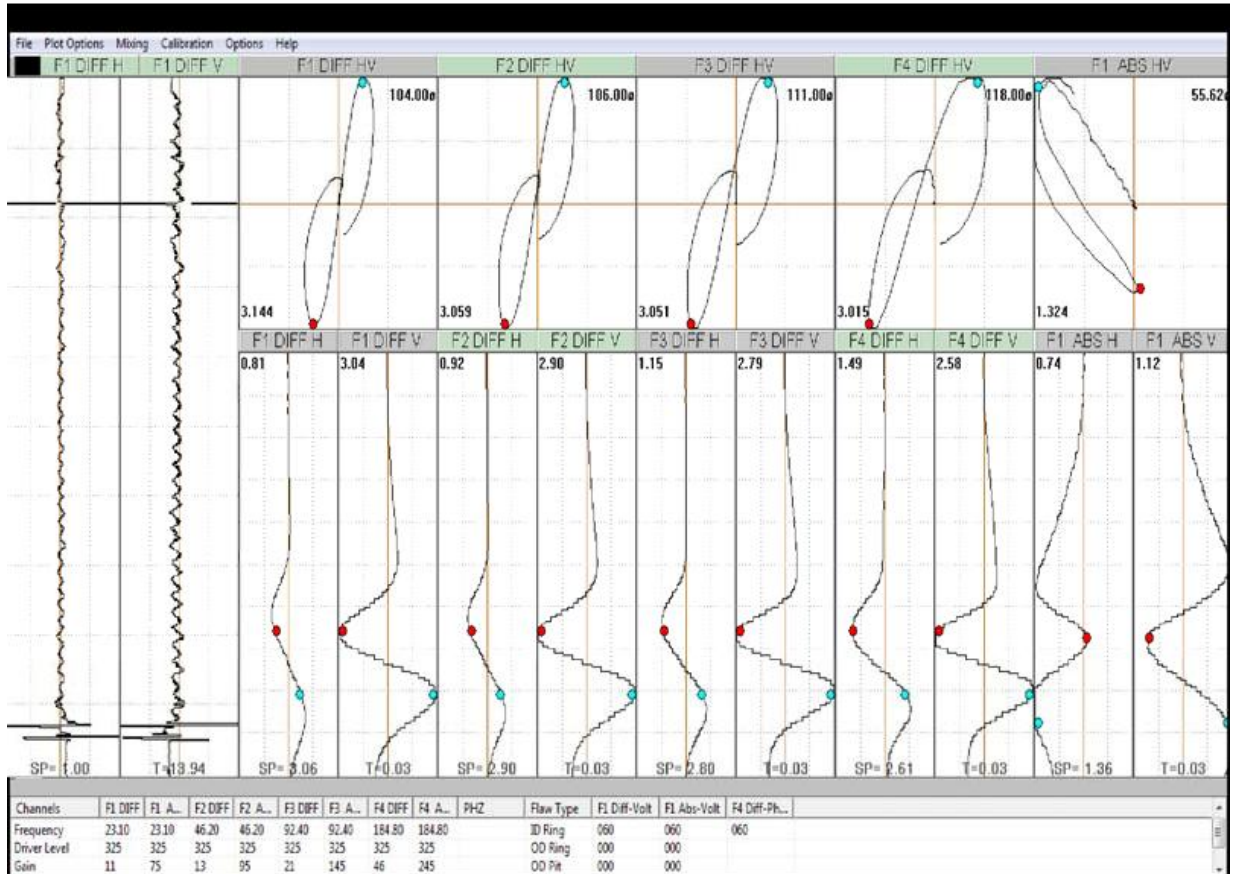 File Plot Options Mixing Calibration Options Help
F1 DIFF H F1 DIFF V F1 DIFF HV F2 DIFF HV F3 DIFF HV F4 DIFF HV F1 ABS HV
104.00ø 106.00ø 111.00ø 118.00ø 55.62ø
3.144 3.059 3.051 3.015 1.324
F1 DIFF H F1 DIFF V F2 DIFF H F2 DIFF V F3 DIFF H F3 DIFF V F4 DIFF H F4 DIFF V F1 ABS H F1 ABS V
0.81 3.04 0.92 2.90 1.15 2.79 1.49 2.58 0.74 1.12
SP= 1.00 T=13.94 SP= 3.06 T=0.03 SP= 2.90 T=0.03 SP= 2.80 T=0.03 SP= 2.61 T=0.03 SP= 1.36 T=0.03
Channels F1 DIFF F1 A... F2 DIFF F2 A... F3 DIFF F3 A... F4 DIFF F4 A... PHZ Flaw Type F1 Diff-Volt F1 Abs-Volt F4 Diff-Ph...
Frequency 23.10 23.10 46.20 46.20 92.40 92.40 184.80 184.80 ID Ring 060 060 060
Driver Level 325 325 325 325 325 325 325 325 OD Ring 000 000
Gain 11 75 13 95 21 145 46 245 OD Pit 000 000